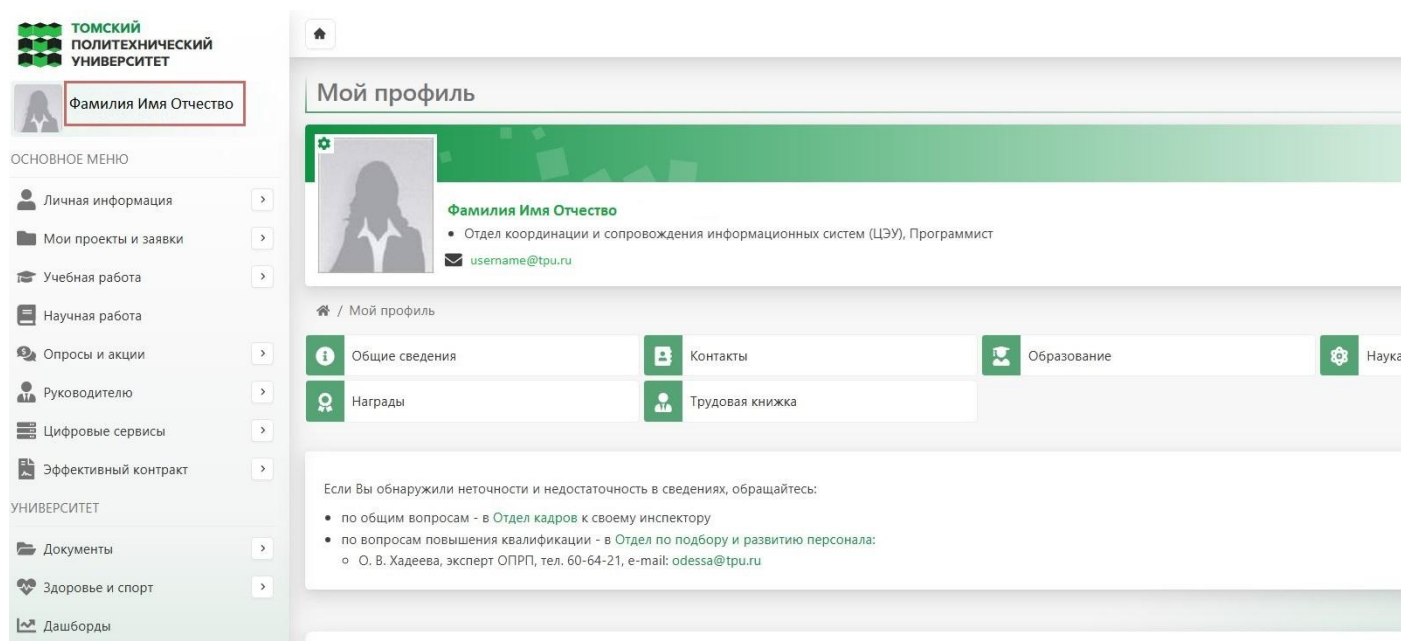 ТОМСКИЙ
ПОЛИТЕХНИЧЕСКИЙ
УНИВЕРСИТЕТ
Фамилия Имя Отчество
ОСНОВНОЕ МЕНЮ
Личная информация
Мои проекты и заявки
Учебная работа
Научная работа
Опросы и акции
Руководителю
Цифровые сервисы
Эффективный контракт
УНИВЕРСИТЕТ
Документы
Здоровье и спорт
Дашборды
Мой профиль
Фамилия Имя Отчество
• Отдел координации и сопровождения информационных систем (ЦЭУ), Программист
username@tpu.ru
/ Мой профиль
Общие сведения
Контакты
Образование
Наука
Награды
Трудовая книжка
Если Вы обнаружили неточности и недостаточность в сведениях, обращайтесь:
• по общим вопросам - в Отдел кадров к своему инспектору
• по вопросам повышения квалификации - в Отдел по подбору и развитию персонала:
○ О. В. Хадеева, эксперт ОПРП, тел. 60-64-21, e-mail: odessa@tpu.ru